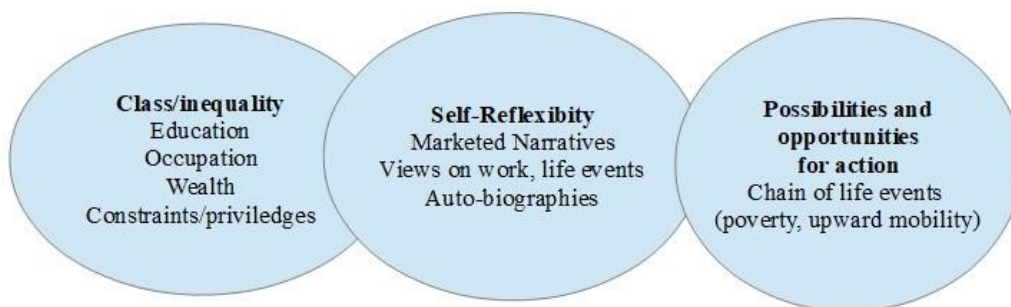 Class/inequality
Education
Occupation
Wealth
Constraints/priviledges
Self-Reflexibity
Marketed Narratives
Views on work, life events
Auto-biographies
Possibilities and
opportunities
for action
Chain of life events
(poverty, upward mobility)